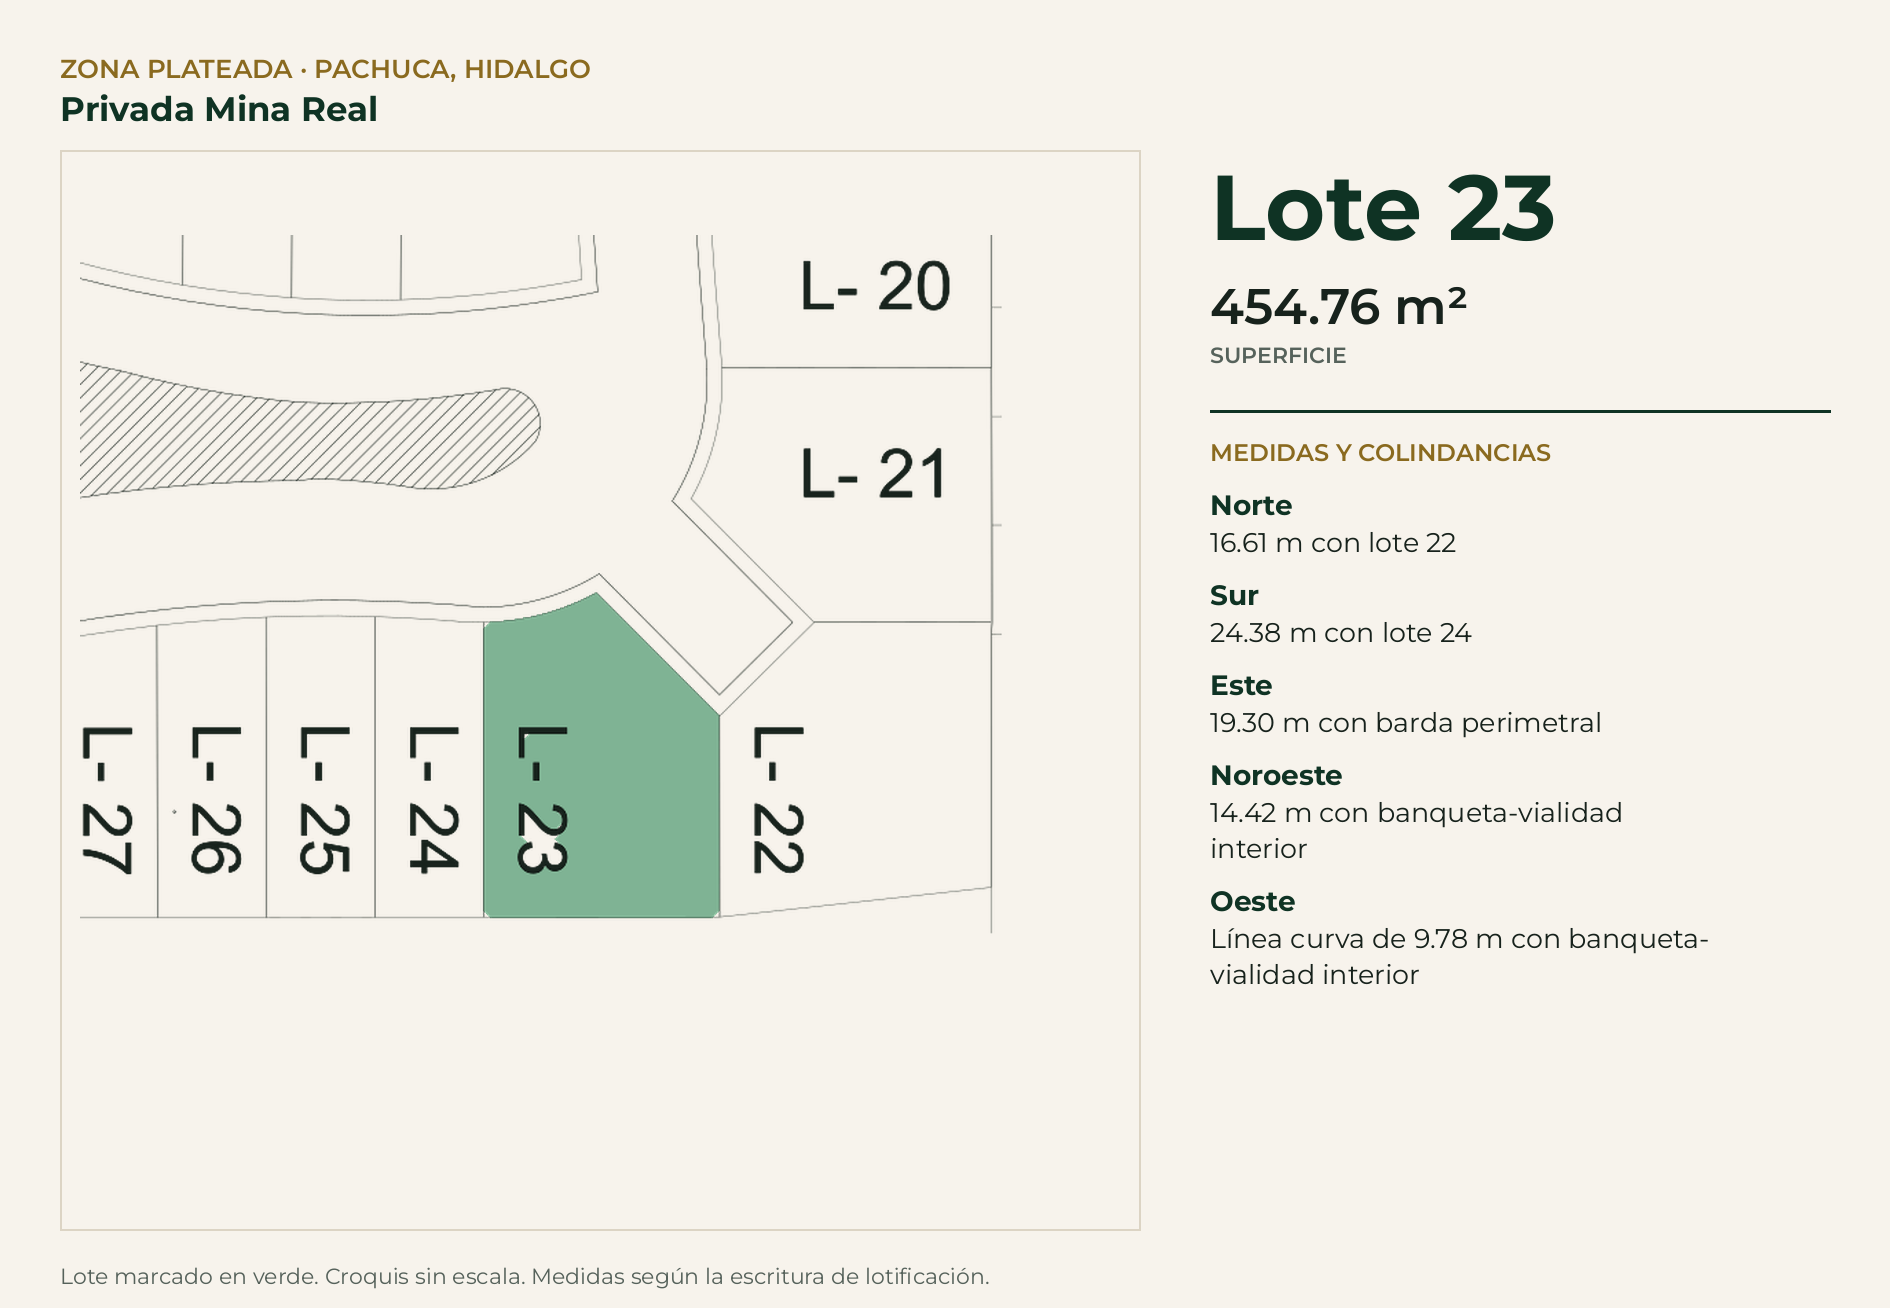 ZONA PLATEADA · PACHUCA, HIDALGO
Privada Mina Real
L- 20
L- 21
L- 27
L- 26
L- 25
L- 24
L- 23
L- 22
Lote 23
454.76 m²
SUPERFICIE
MEDIDAS Y COLINDANCIAS
Norte
16.61 m con lote 22
Sur
24.38 m con lote 24
Este
19.30 m con barda perimetral
Noroeste
14.42 m con banqueta-vialidad
interior
Oeste
Línea curva de 9.78 m con banqueta-
vialidad interior
Lote marcado en verde. Croquis sin escala. Medidas según la escritura de lotificación.